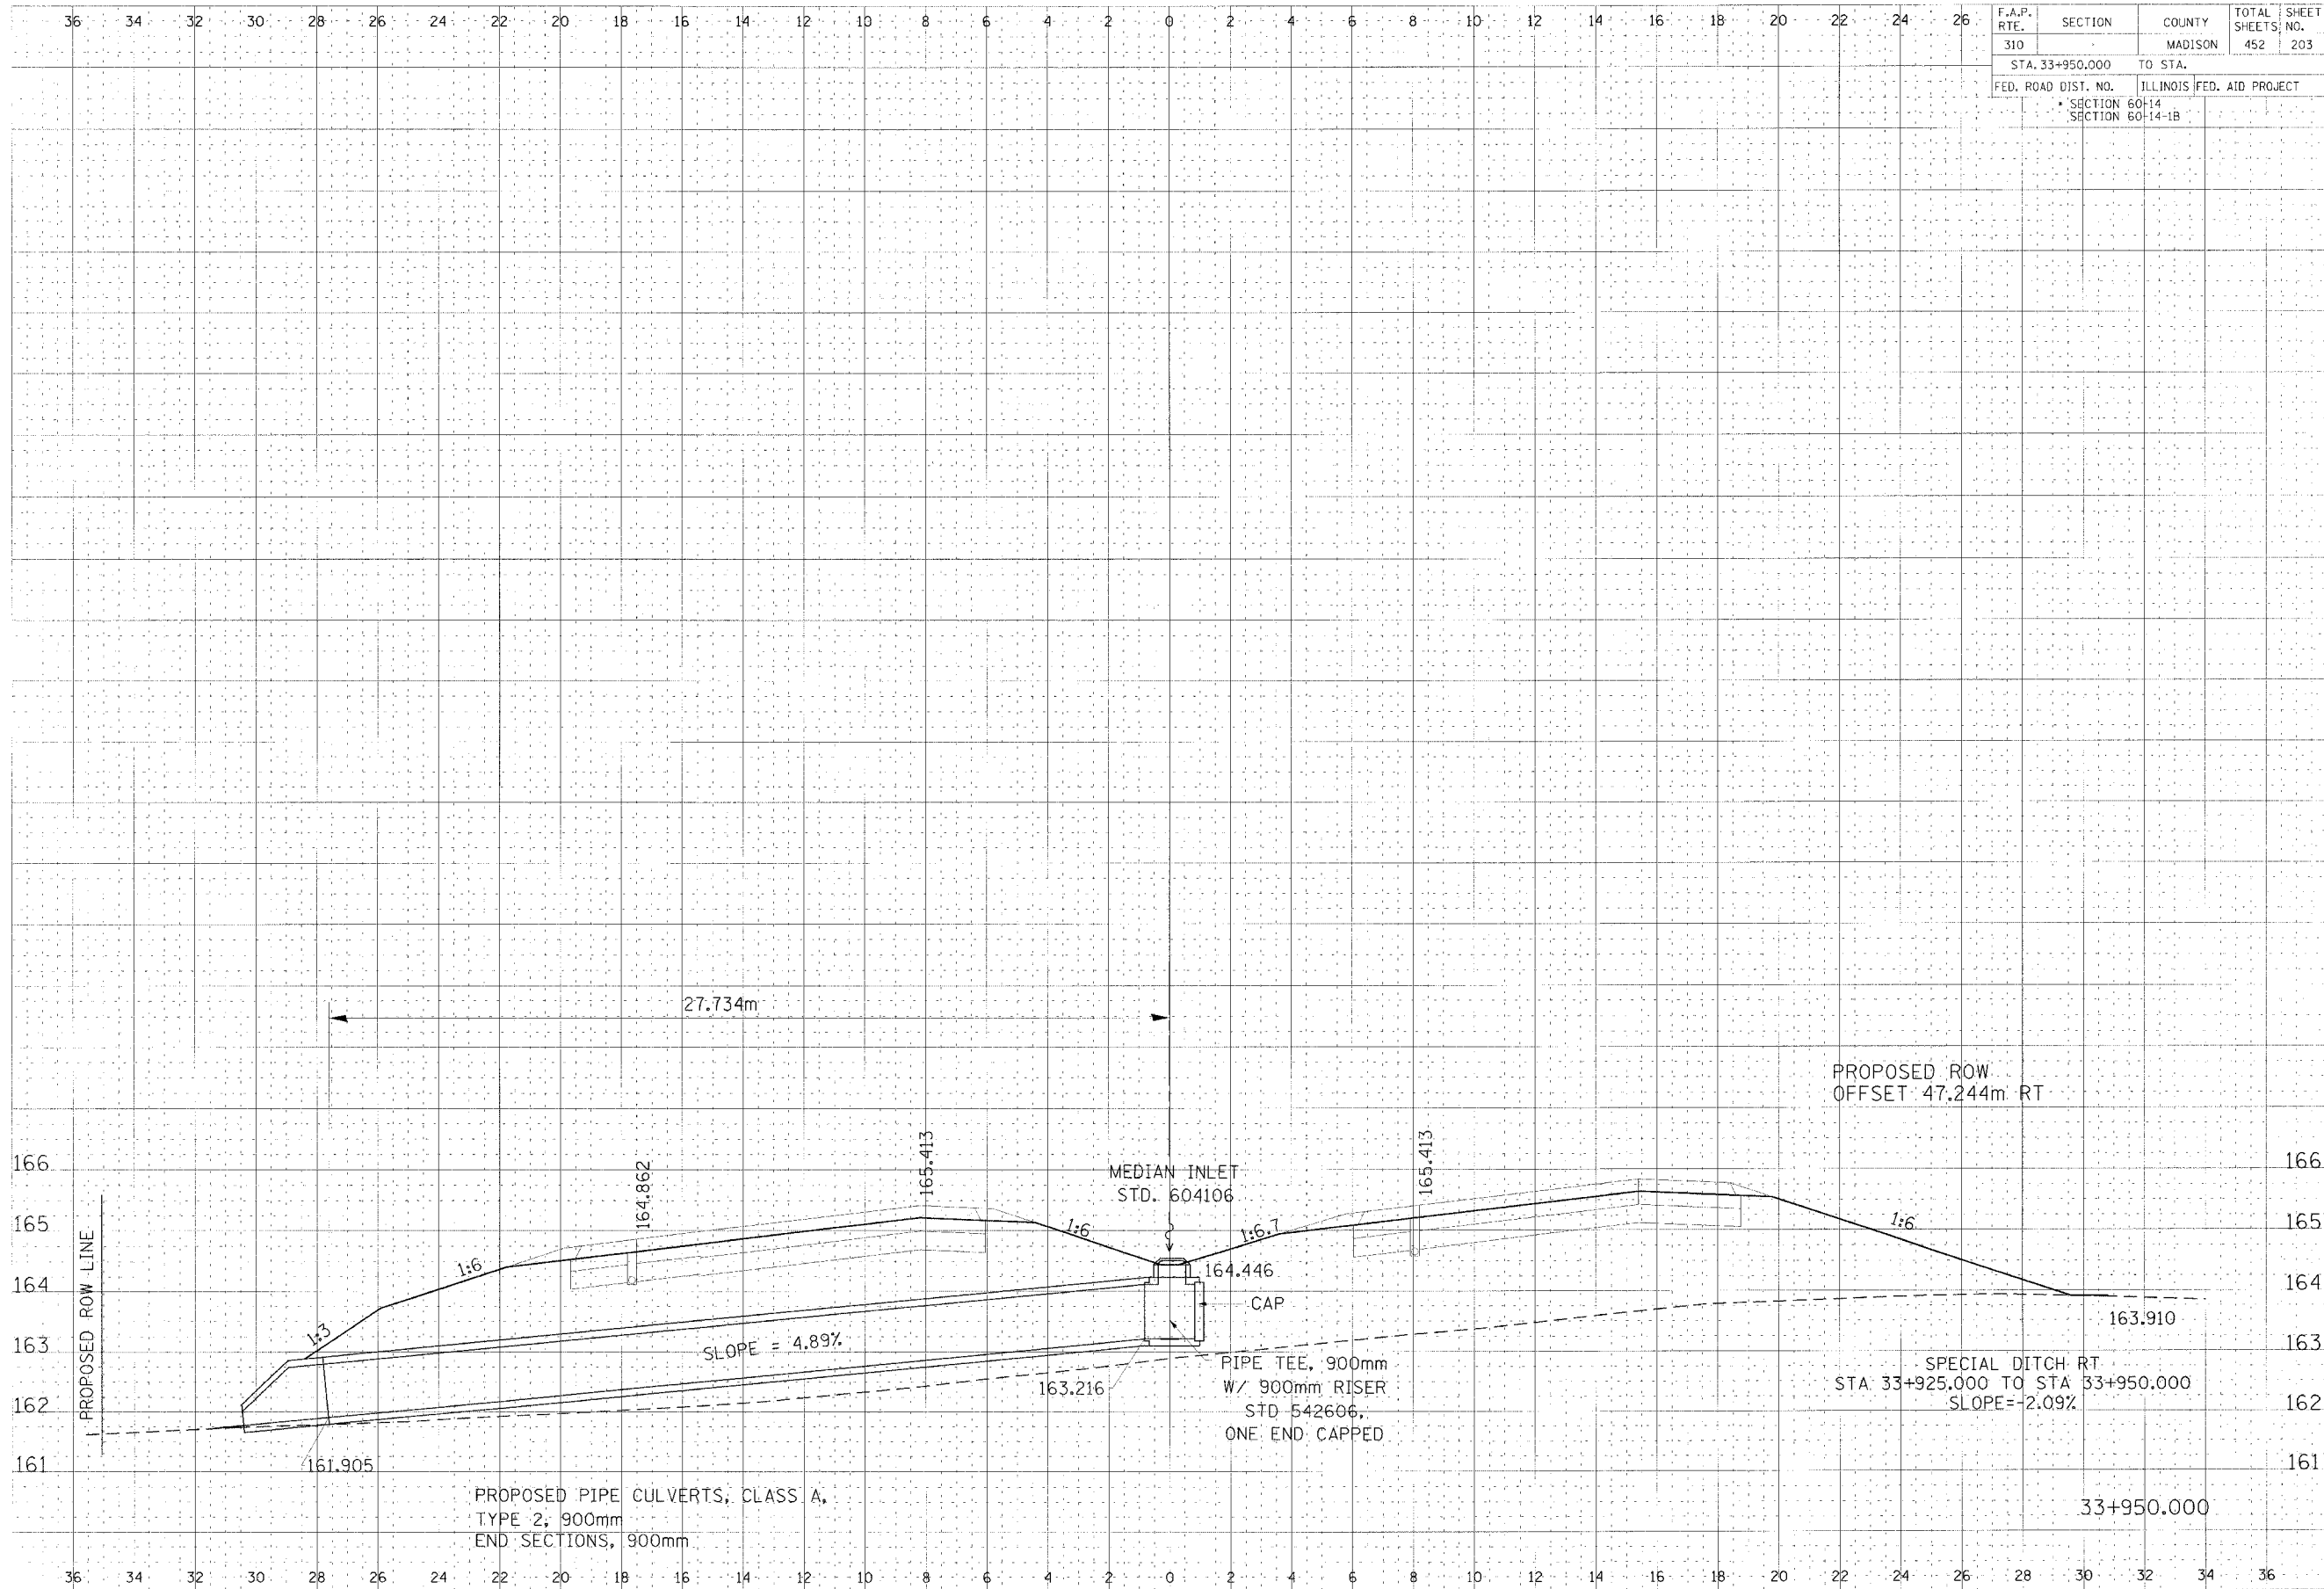 36 34 32 30 28 26 24 22 20 18 16 14 12 10 8 6 4 2 0 2 4 6 8 10 12 14 16 18 20 22 24 26
F.A.P. RTE. SECTION COUNTY TOTAL SHEETS SHEET NO.
310 * MADISON 452 203
STA. 33+950.000 TO STA.
FED. ROAD DIST. NO. ILLINOIS FED. AID PROJECT
* SECTION 60-14
SECTION 60-14-1B
27.734m
PROPOSED ROW
OFFSET 47.244m RT
166
165
164
163
162
161
PROPOSED ROW LINE
164.862
165.413
MEDIAN INLET
STD. 604106
165.413
166
165
164
163
162
161
1:3
1:6
1:6
1:6.7
1:6
164.446
CAP
SLOPE = 4.89%
163.216
PIPE TEE, 900mm
W/ 900mm RISER
STD 542606,
ONE END CAPPED
163.910
SPECIAL DITCH RT
STA 33+925.000 TO STA 33+950.000
SLOPE=-2.09%
161.905
PROPOSED PIPE CULVERTS, CLASS A,
TYPE 2, 900mm
END SECTIONS, 900mm
33+950.000
36 34 32 30 28 26 24 22 20 18 16 14 12 10 8 6 4 2 0 2 4 6 8 10 12 14 16 18 20 22 24 26 28 30 32 34 36